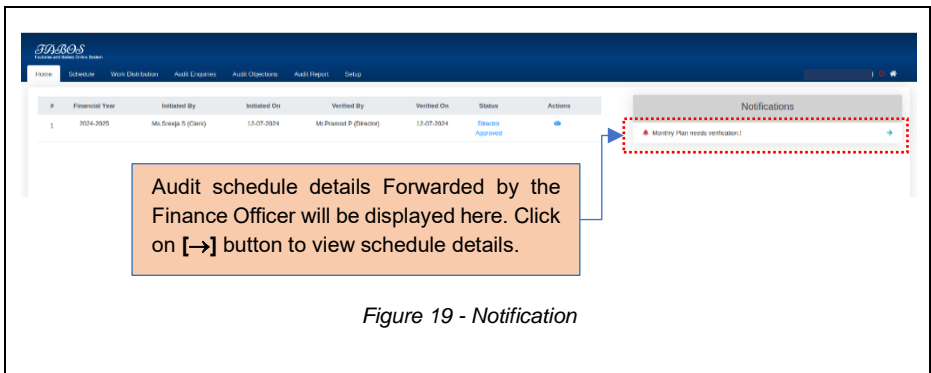 FABOS
Factories and Boilers Online System
Home Schedule Work Distribution Audit Enquiries Audit Objections Audit Report Setup
# Financial Year Initiated By Initiated On Verified By Verified On Status Actions
1 2024-2025 Ms.Sreeja S (Clerk) 12-07-2024 Mr.Pramod P (Director) 12-07-2024 Director Approved
Notifications
Monthly Plan needs verification.!
Audit schedule details Forwarded by the
Finance Officer will be displayed here. Click
on [→] button to view schedule details.
Figure 19 - Notification